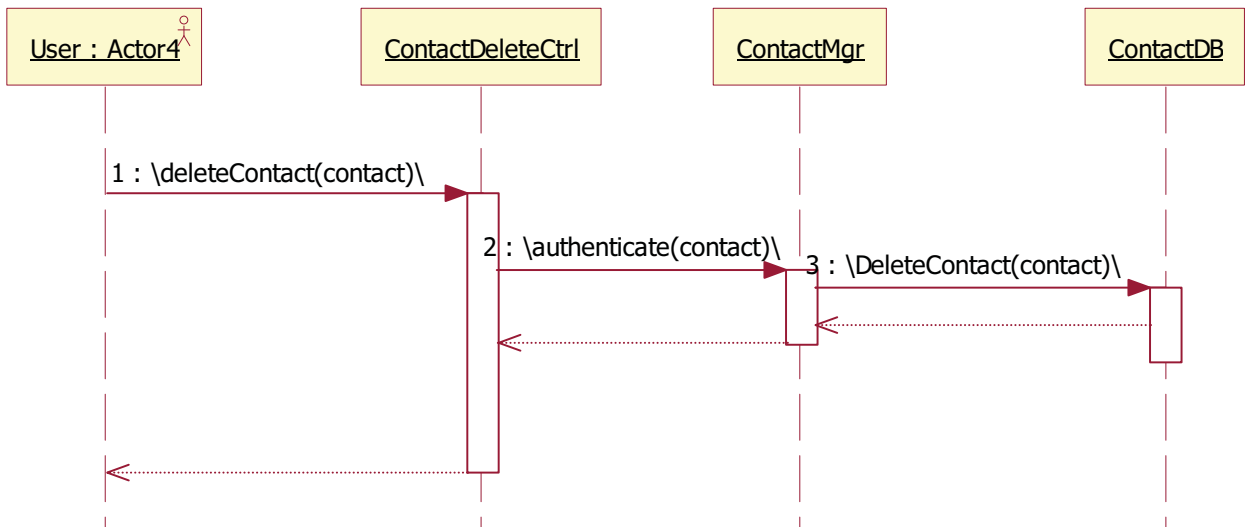 User : Actor4
ContactDeleteCtrl
ContactMgr
ContactDB
1 : \deleteContact(contact)\
2 : \authenticate(contact)\
3 : \DeleteContact(contact)\